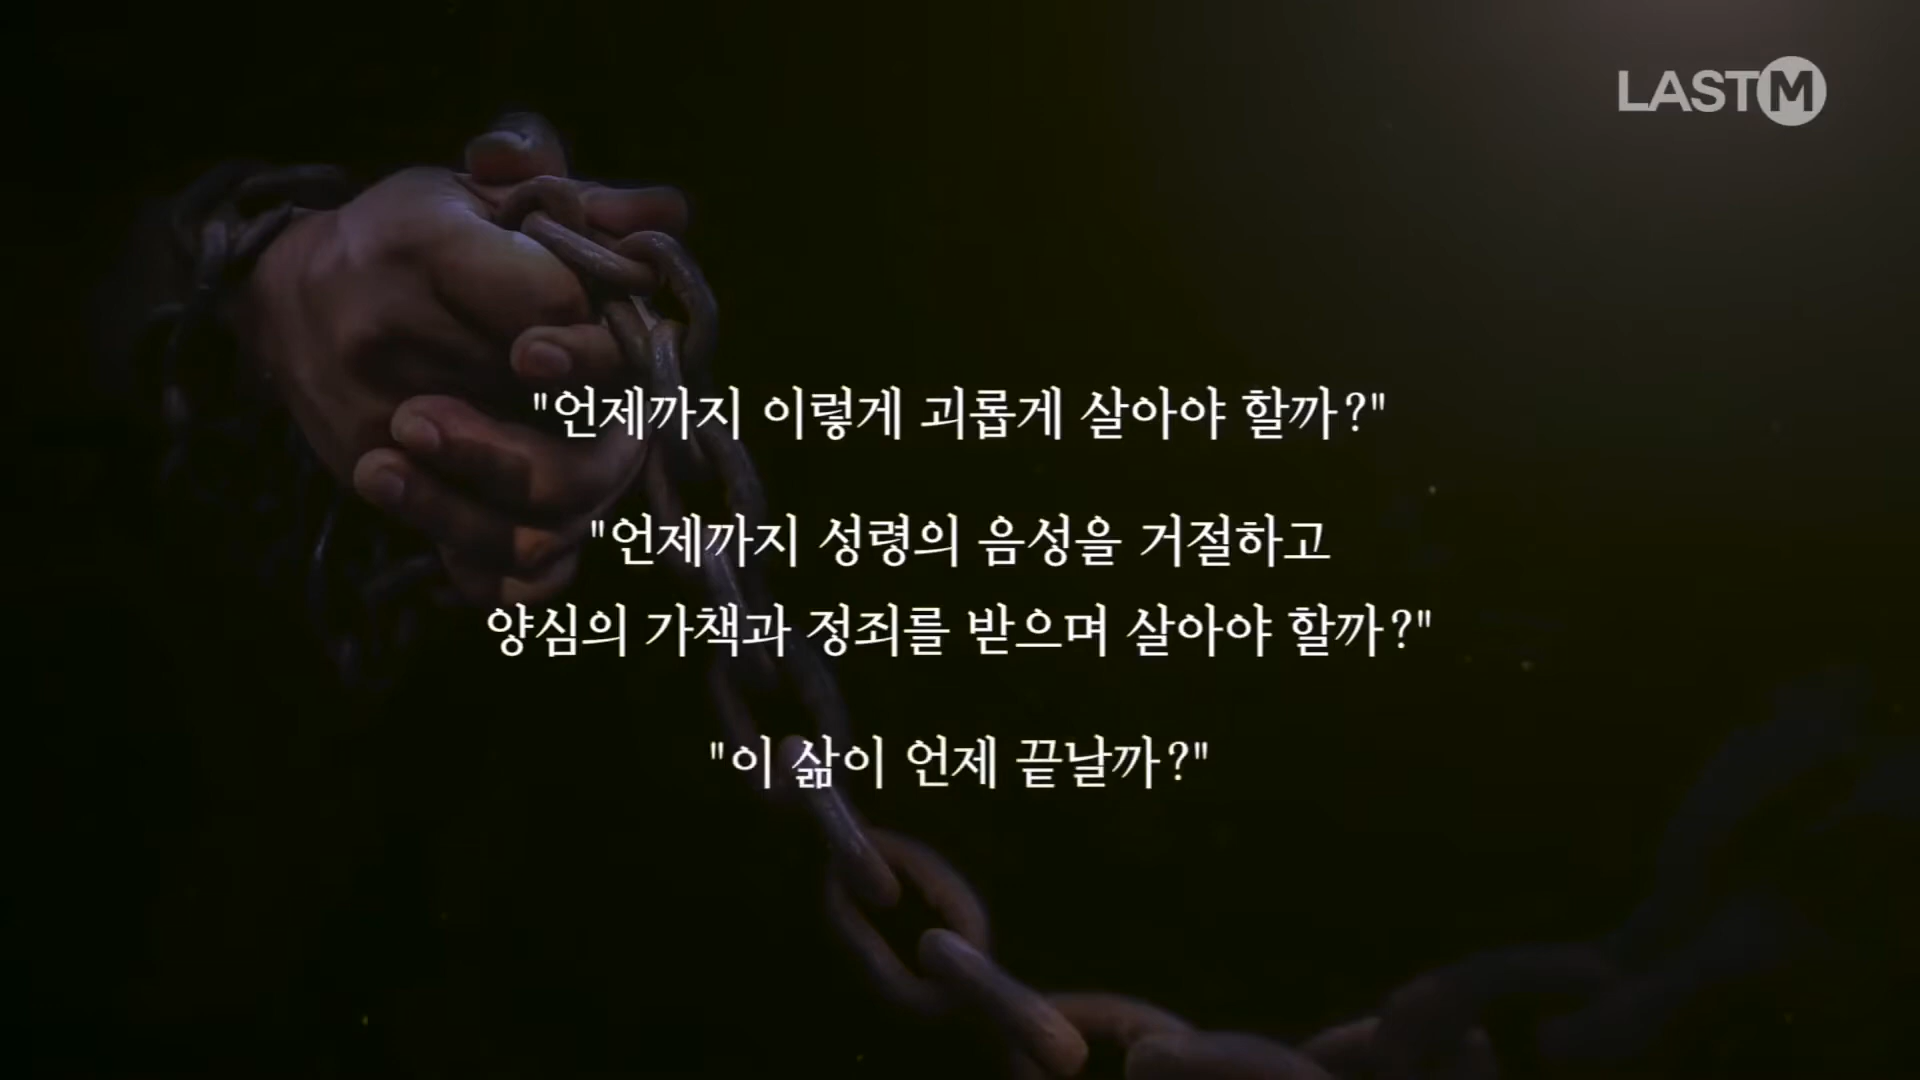 LASTM
"언제까지 이렇게 괴롭게 살아야 할까?"
"언제까지 성령의 음성을 거절하고
양심의 가책과 정죄를 받으며 살아야 할까?"
"이 삶이 언제 끝날까?"